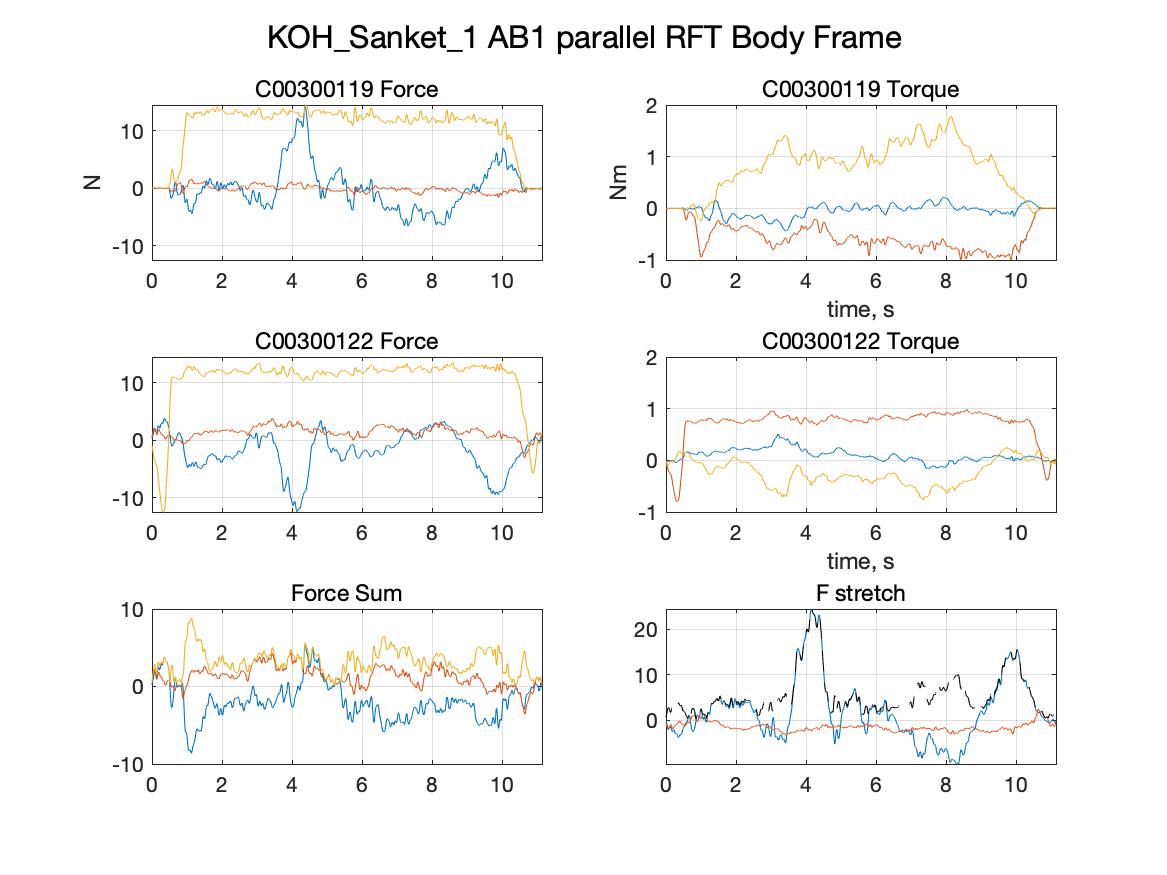 KOH_Sanket_1 AB1 parallel RFT Body Frame
C00300119 Force
N
10
0
-10
0 2 4 6 8 10
C00300119 Torque
Nm
2
1
0
-1
0 2 4 6 8 10
time, s
C00300122 Force
10
0
-10
0 2 4 6 8 10
C00300122 Torque
2
1
0
-1
0 2 4 6 8 10
time, s
Force Sum
10
0
-10
0 2 4 6 8 10
F stretch
20
10
0
0 2 4 6 8 10